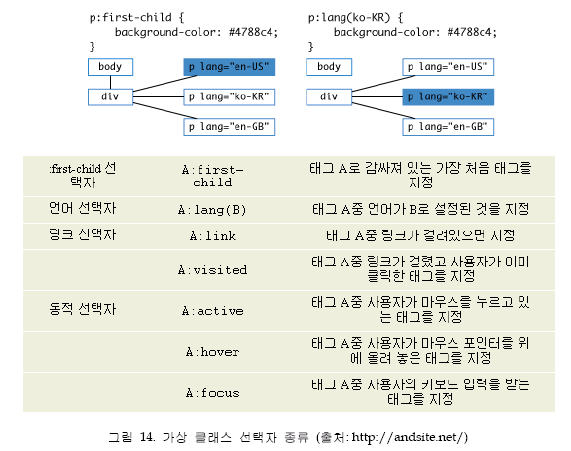 p:first-child {
background-color: #4788c4;
}
body
div
p lang="en-US"
p lang="ko-KR"
p lang="en-GB"
p:lang(ko-KR) {
background-color: #4788c4;
}
body
div
p lang="en-US"
p lang="ko-KR"
p lang="en-GB"
:first-child 선
택자
A:first-
child
태그 A로 감싸져 있는 가장 처음 태그를
지정
언어 선택자
A:lang(B)
태그 A중 언어가 B로 설정된 것을 지정
링크 선택자
A:link
태그 A중 링크가 걸려있으면 지정
A:visited
태그 A중 링크가 걸렸고 사용자가 이미
클릭한 태그를 지정
동적 선택자
A:active
태그 A중 사용자가 마우스를 누르고 있
는 태그를 지정
A:hover
태그 A중 사용자가 마우스 포인터를 위
에 올려 놓은 태그를 지정
A:focus
태그 A중 사용자의 키보드 입력을 받는
태그를 지정
그림 14. 가상 클래스 선택자 종류 (출처: http://andsite.net/)